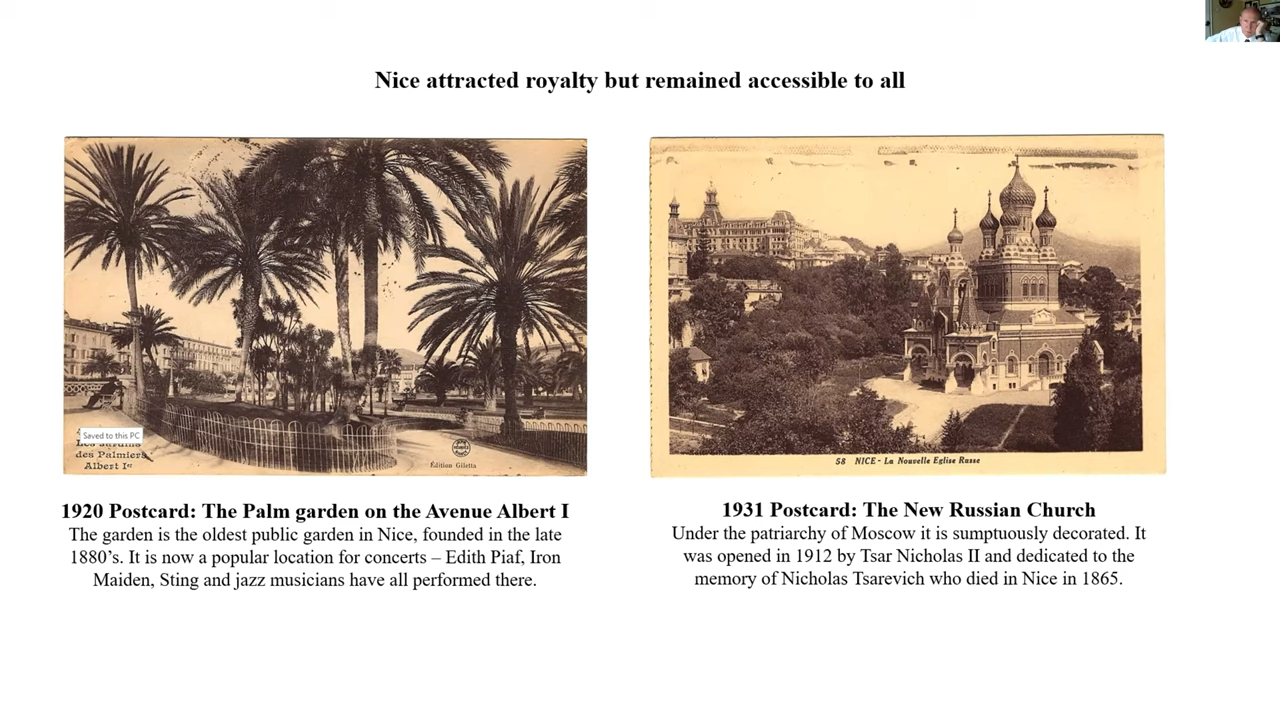 Nice attracted royalty but remained accessible to all
Saved to this PC
des Palmiers
Albert Ier
Édition Giletta
58 NICE - La Nouvelle Eglise Russe
1920 Postcard: The Palm garden on the Avenue Albert I
The garden is the oldest public garden in Nice, founded in the late
1880’s. It is now a popular location for concerts – Edith Piaf, Iron
Maiden, Sting and jazz musicians have all performed there.
1931 Postcard: The New Russian Church
Under the patriarchy of Moscow it is sumptuously decorated. It
was opened in 1912 by Tsar Nicholas II and dedicated to the
memory of Nicholas Tsarevich who died in Nice in 1865.